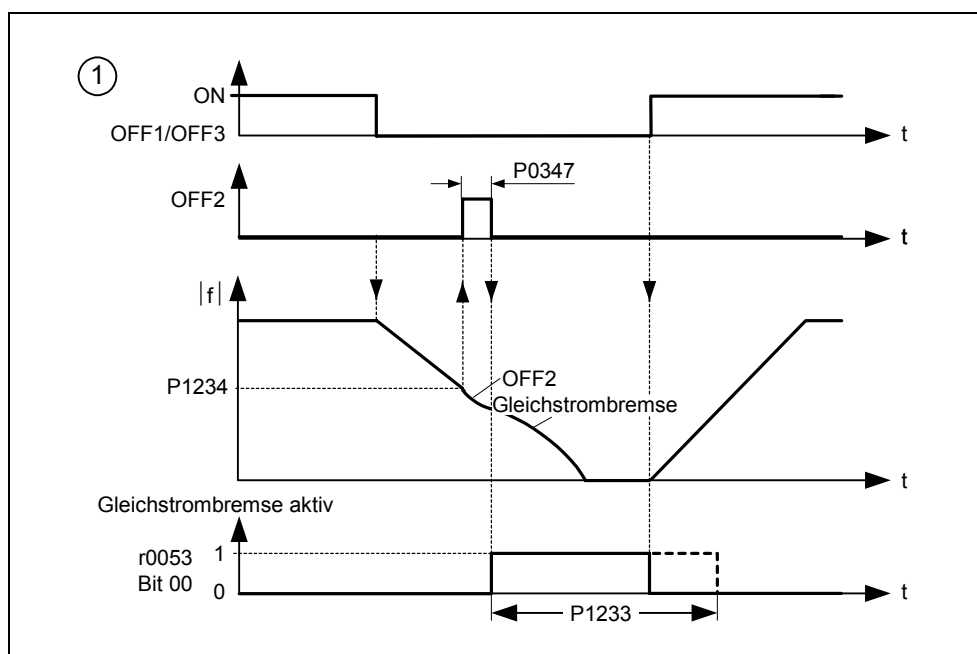 1
ON
OFF1/OFF3
t
P0347
OFF2
t
|f|
P1234
OFF2
Gleichstrombremse
t
Gleichstrombremse aktiv
r0053 1
Bit 00 0
t
P1233